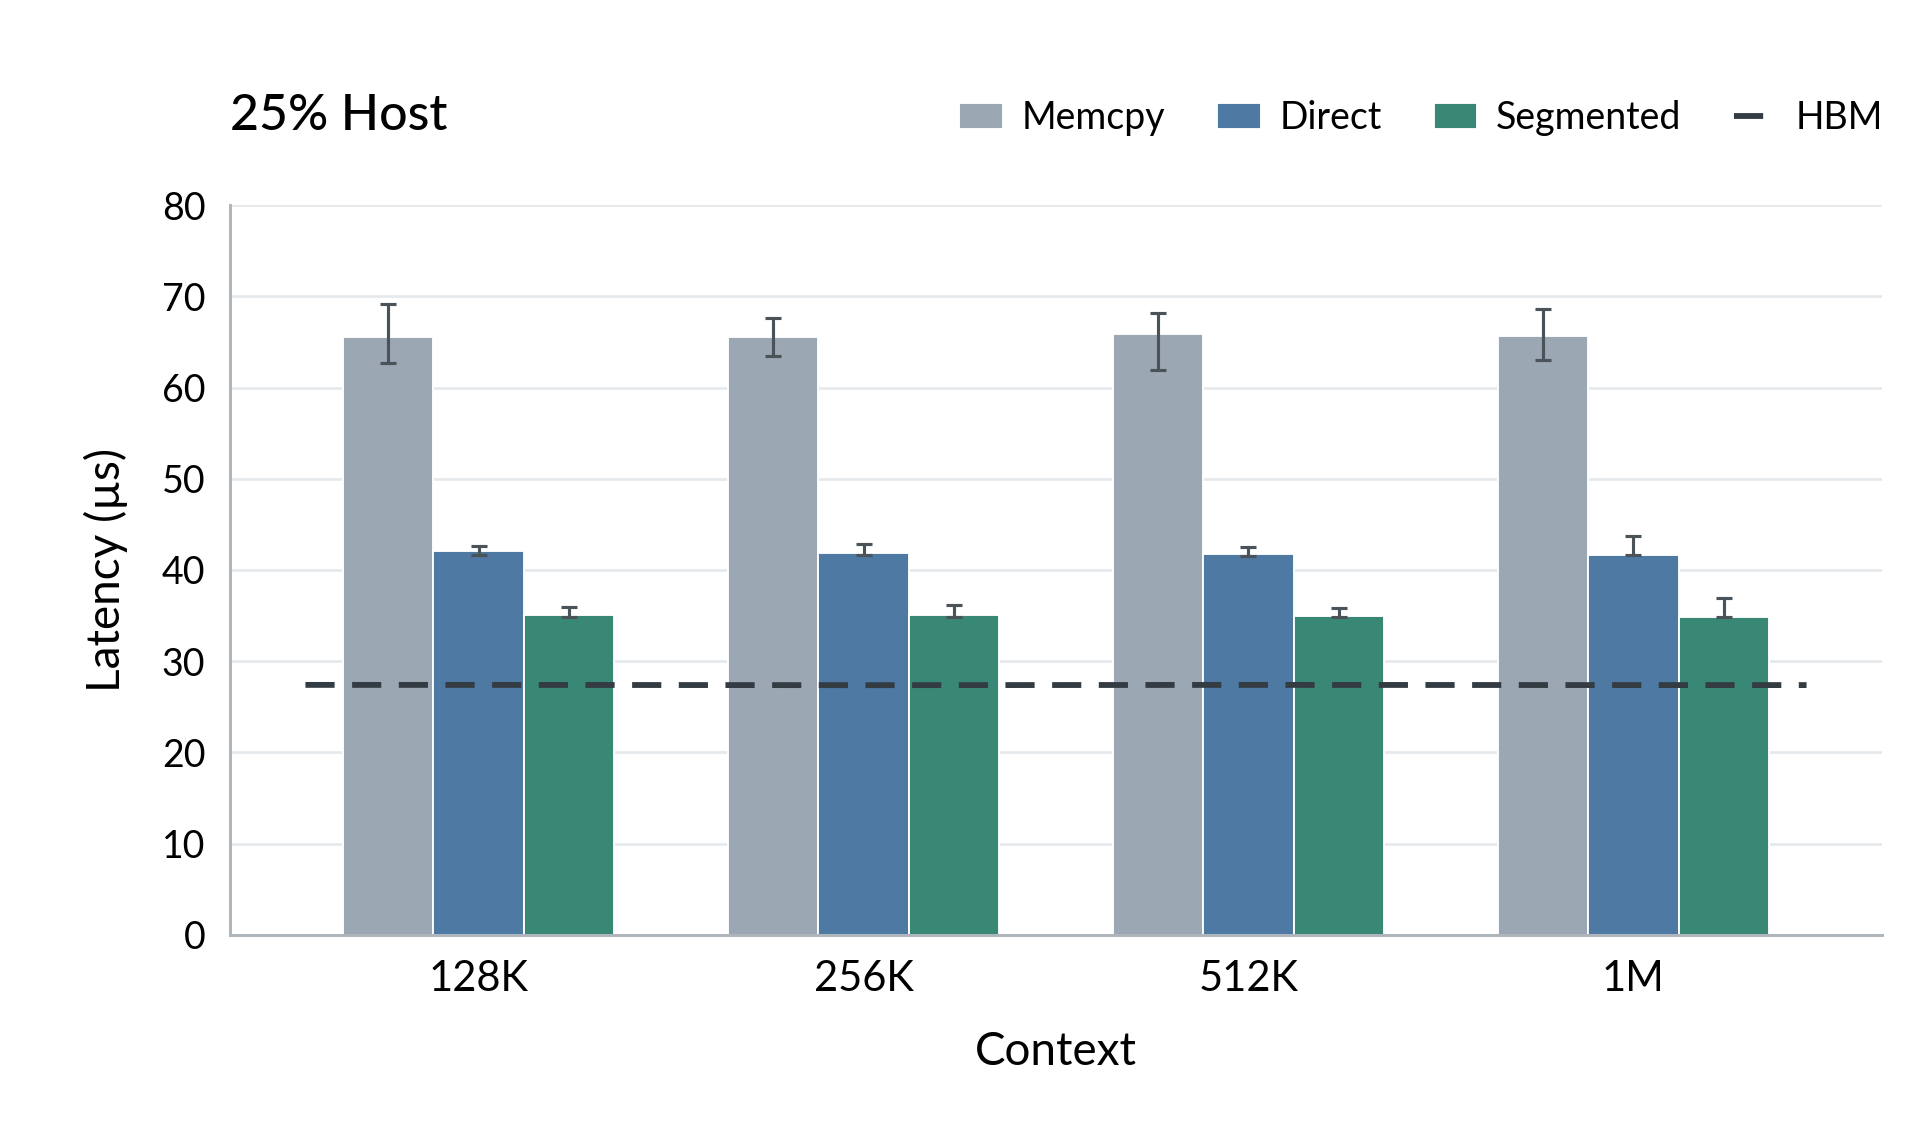 25% Host
Memcpy Direct Segmented HBM
80
70
60
50
40
30
20
10
0
Latency (µs)
128K 256K 512K 1M
Context